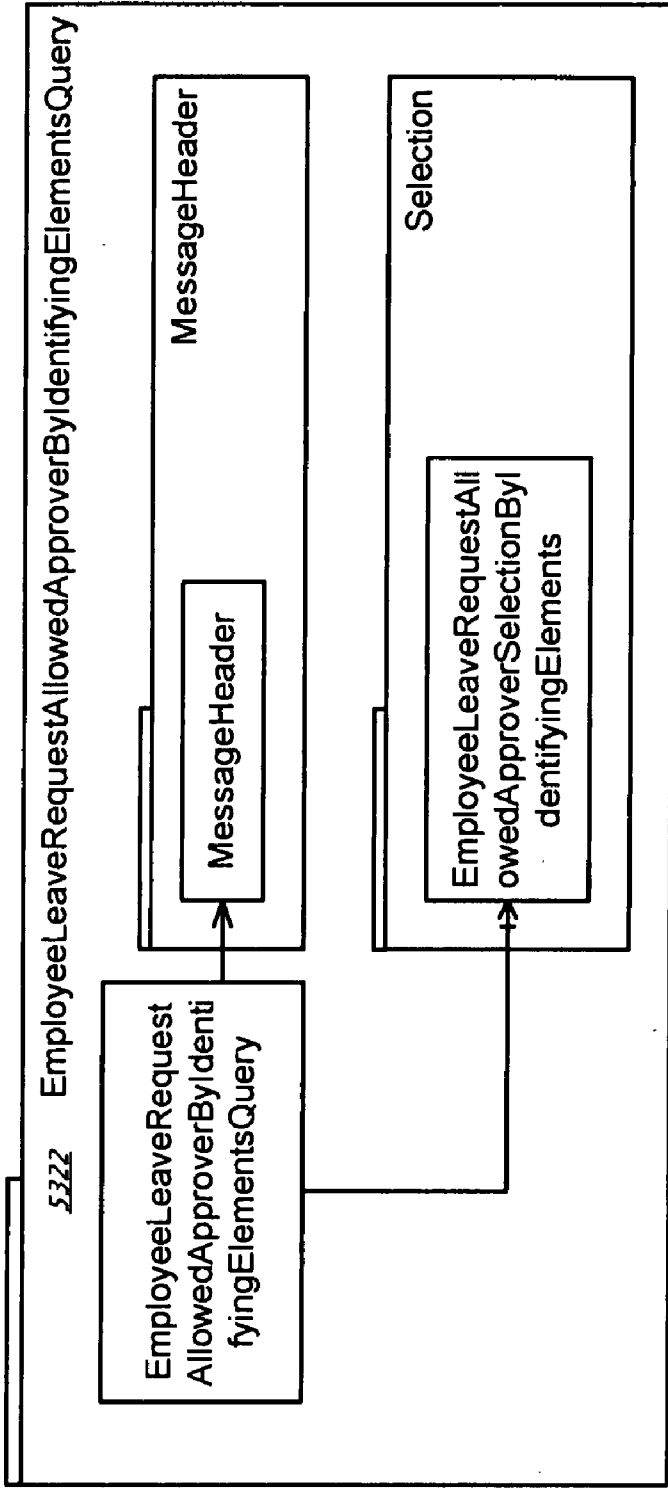 5322 EmployeeLeaveRequestAllowedApproverByIdentifyingElementsQuery
EmployeeLeaveRequest
AllowedApproverByIdenti
fyingElementsQuery
MessageHeader
MessageHeader
Selection
EmployeeLeaveRequestAll
owedApproverSelectionByI
dentifyingElements